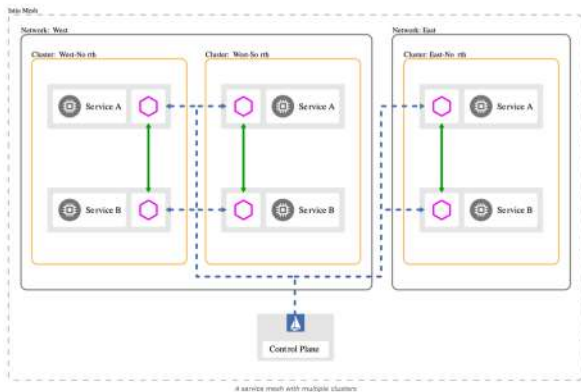 Istio Mesh
Network: West
Network: East
Cluster: West-No rth
Cluster: West-So rth
Cluster: East-No rth
Service A
Service A
Service A
Service B
Service B
Service B
Control Plane
A service mesh with multiple clusters